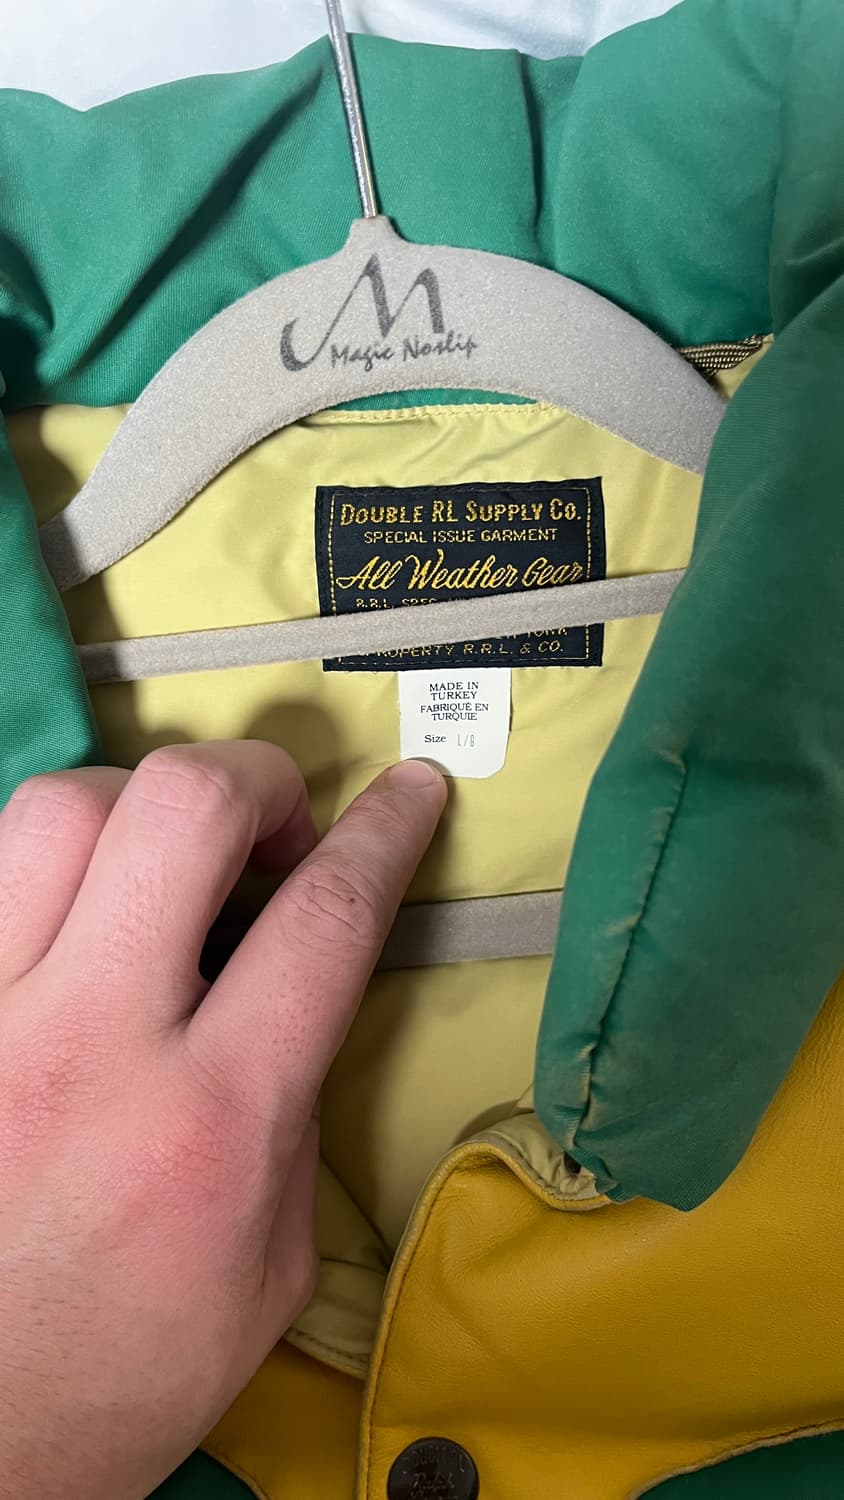 M
Magic Noslip
DOUBLE RL SUPPLY CO.
SPECIAL ISSUE GARMENT
All Weather Gear
PROPERTY R.R.L. & CO.
MADE IN
TURKEY
FABRIQUÉ EN
TURQUIE
Size L/G
Ralph